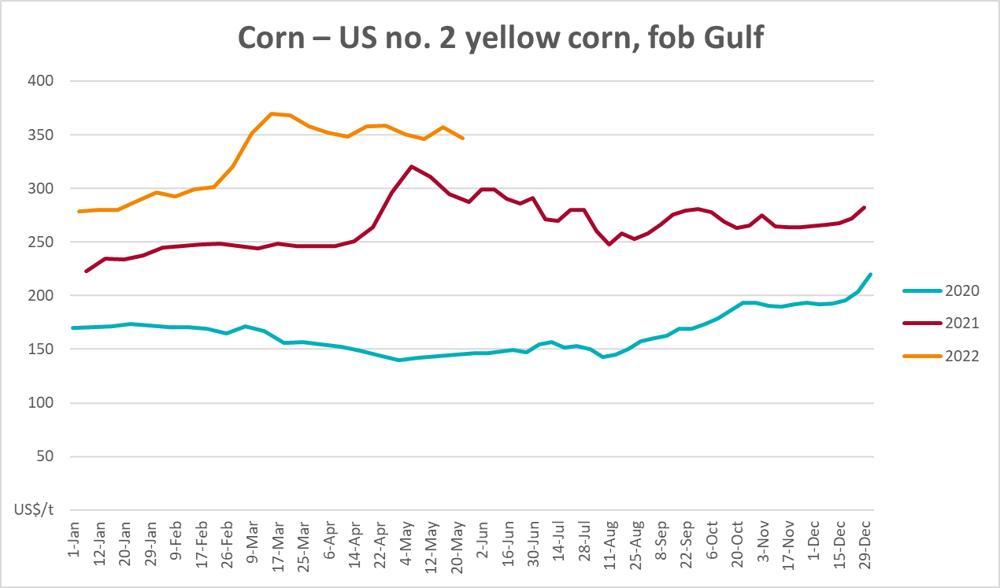 Corn – US no. 2 yellow corn, fob Gulf
400
350
300
250
200
150
100
50
US$/t
1-Jan
12-Jan
20-Jan
29-Jan
9-Feb
17-Feb
26-Feb
9-Mar
17-Mar
25-Mar
6-Apr
14-Apr
22-Apr
4-May
12-May
20-May
2-Jun
16-Jun
30-Jun
14-Jul
28-Jul
11-Aug
25-Aug
8-Sep
22-Sep
6-Oct
20-Oct
3-Nov
17-Nov
1-Dec
15-Dec
29-Dec
2020
2021
2022